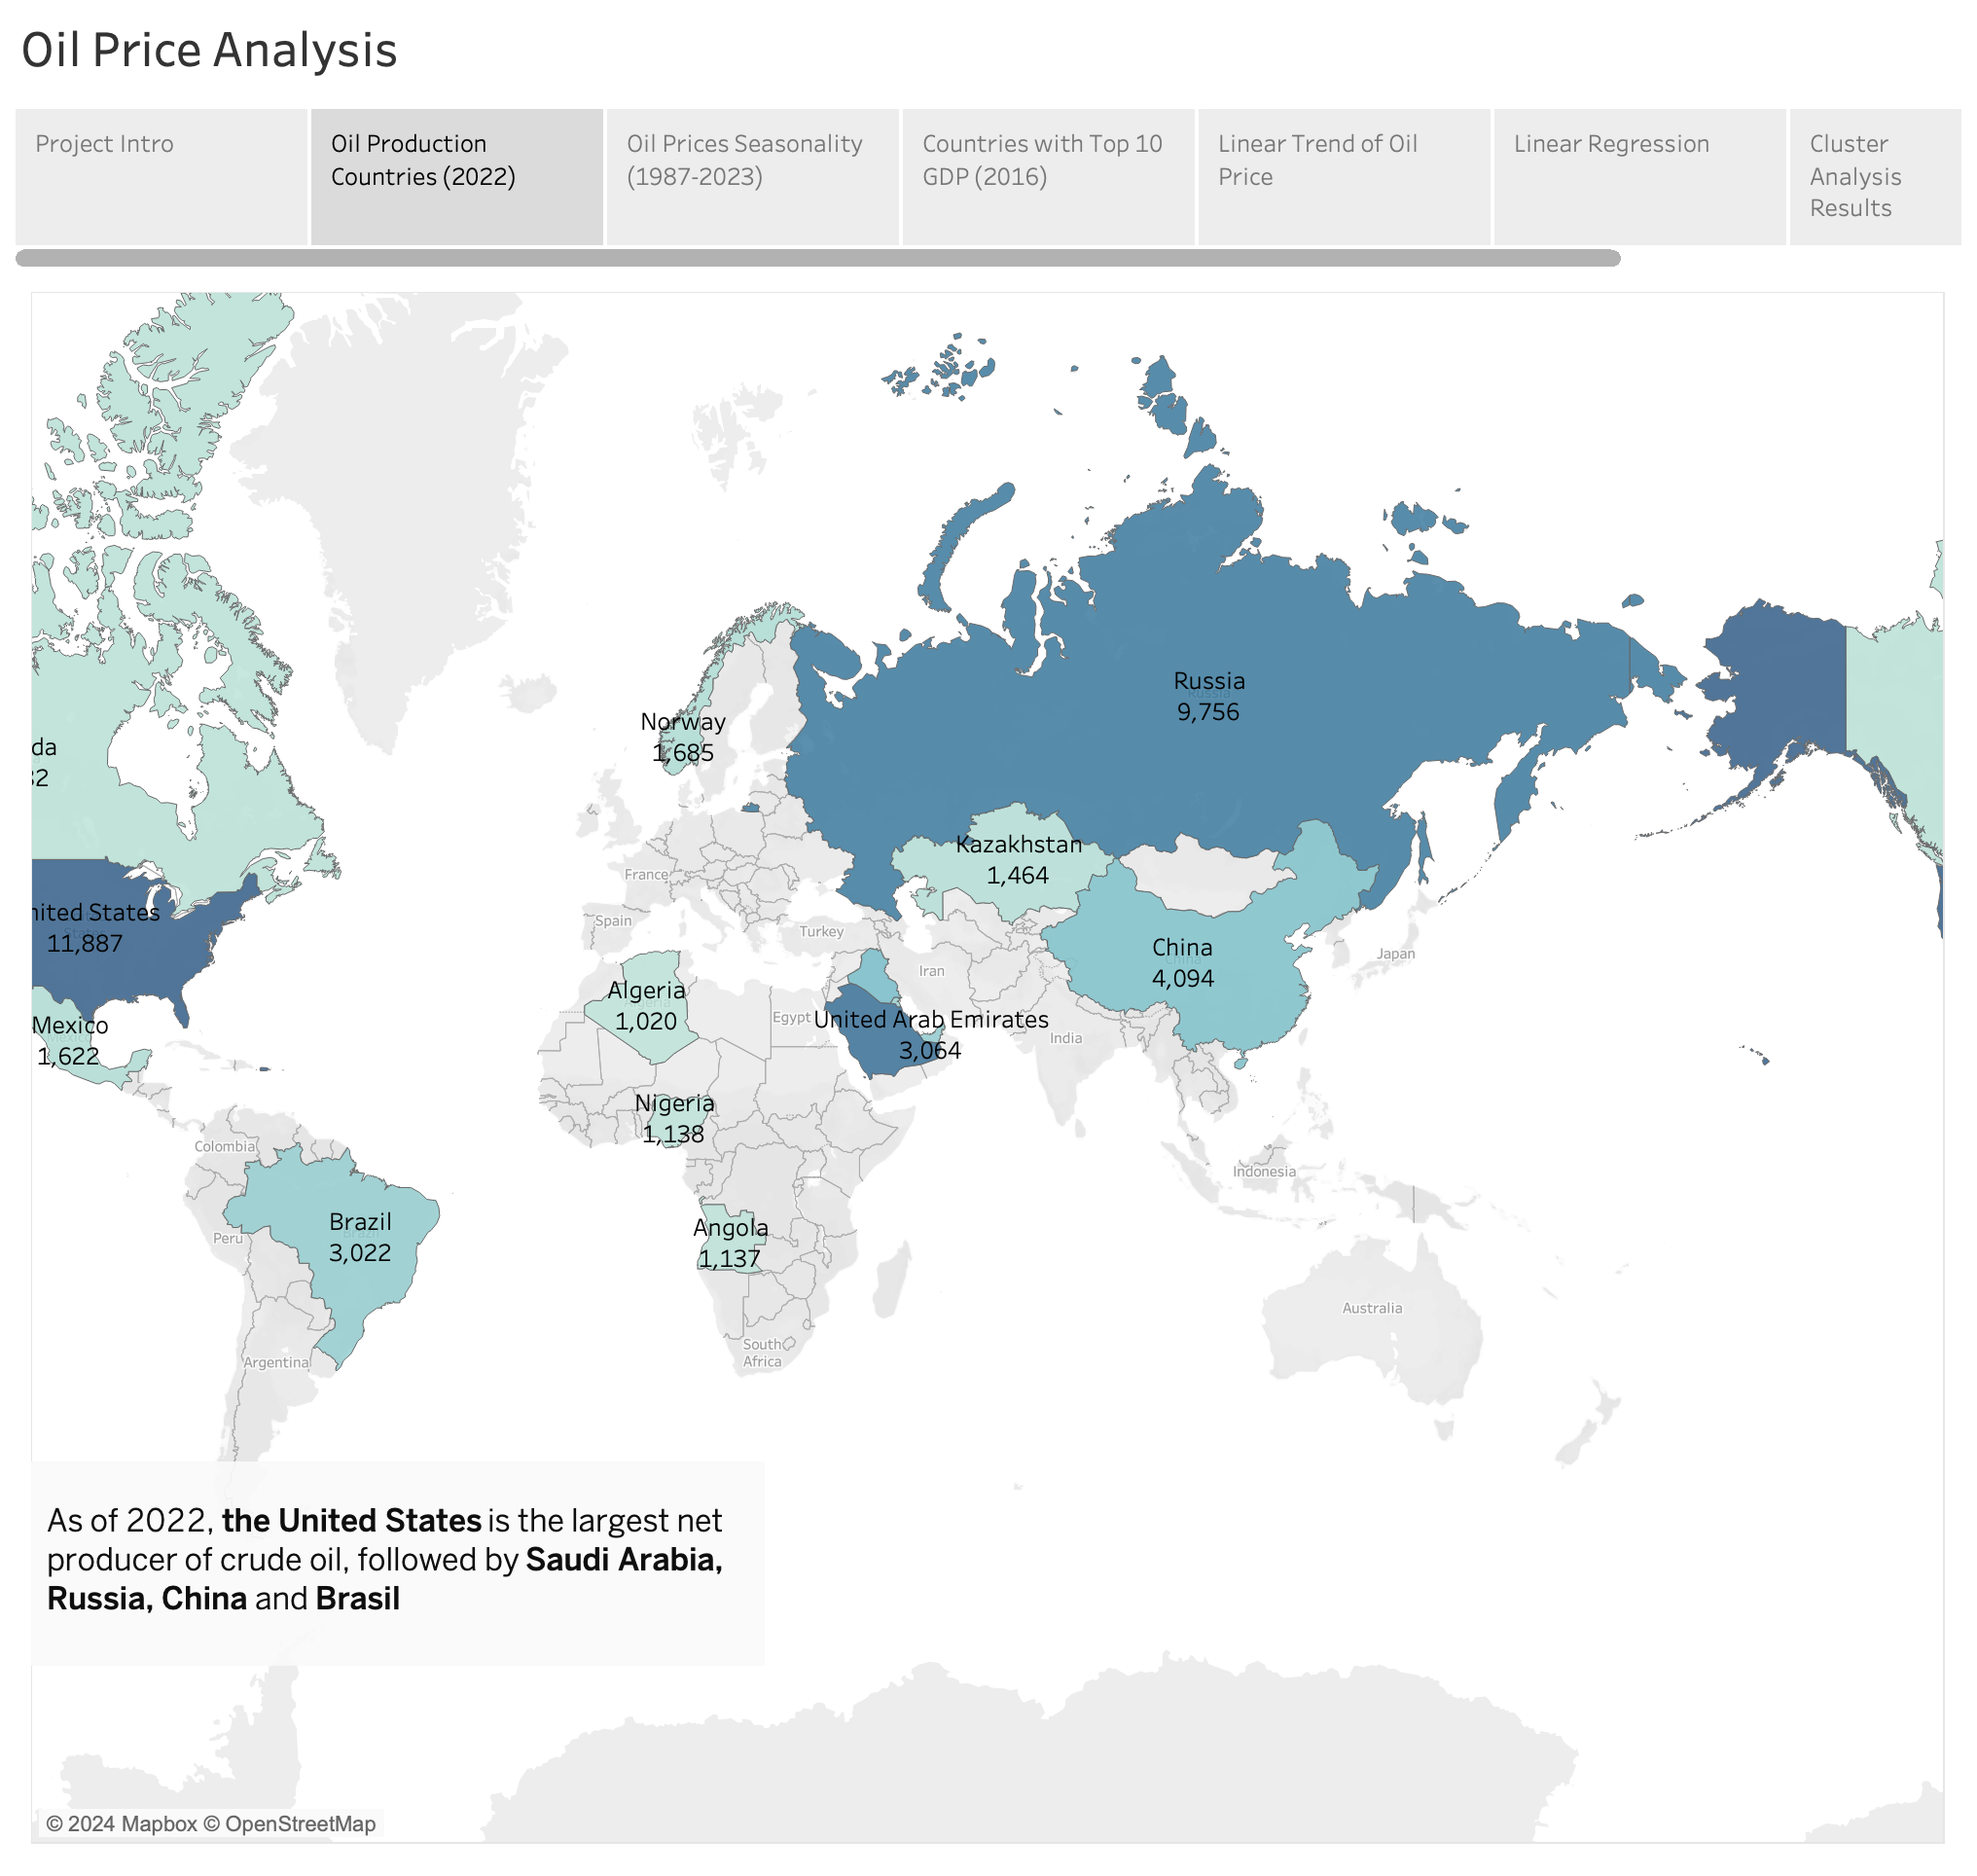 Oil Price Analysis
Project Intro
Oil Production
Countries (2022)
Oil Prices Seasonality
(1987-2023)
Countries with Top 10
GDP (2016)
Linear Trend of Oil
Price
Linear Regression
Cluster
Analysis
Results
Russia
9,756
Norway
1,685
da
32
Kazakhstan
1,464
France
nited States
11,887
Spain
Turkey
China
4,094
Japan
Iran
Algeria
1,020
Egypt
United Arab Emirates
3,064
India
Mexico
1,622
Nigeria
1,138
Colombia
Indonesia
Brazil
3,022
Peru
Angola
1,137
Australia
South
Africa
Argentina
As of 2022, the United States is the largest net
producer of crude oil, followed by Saudi Arabia,
Russia, China and Brasil
© 2024 Mapbox © OpenStreetMap